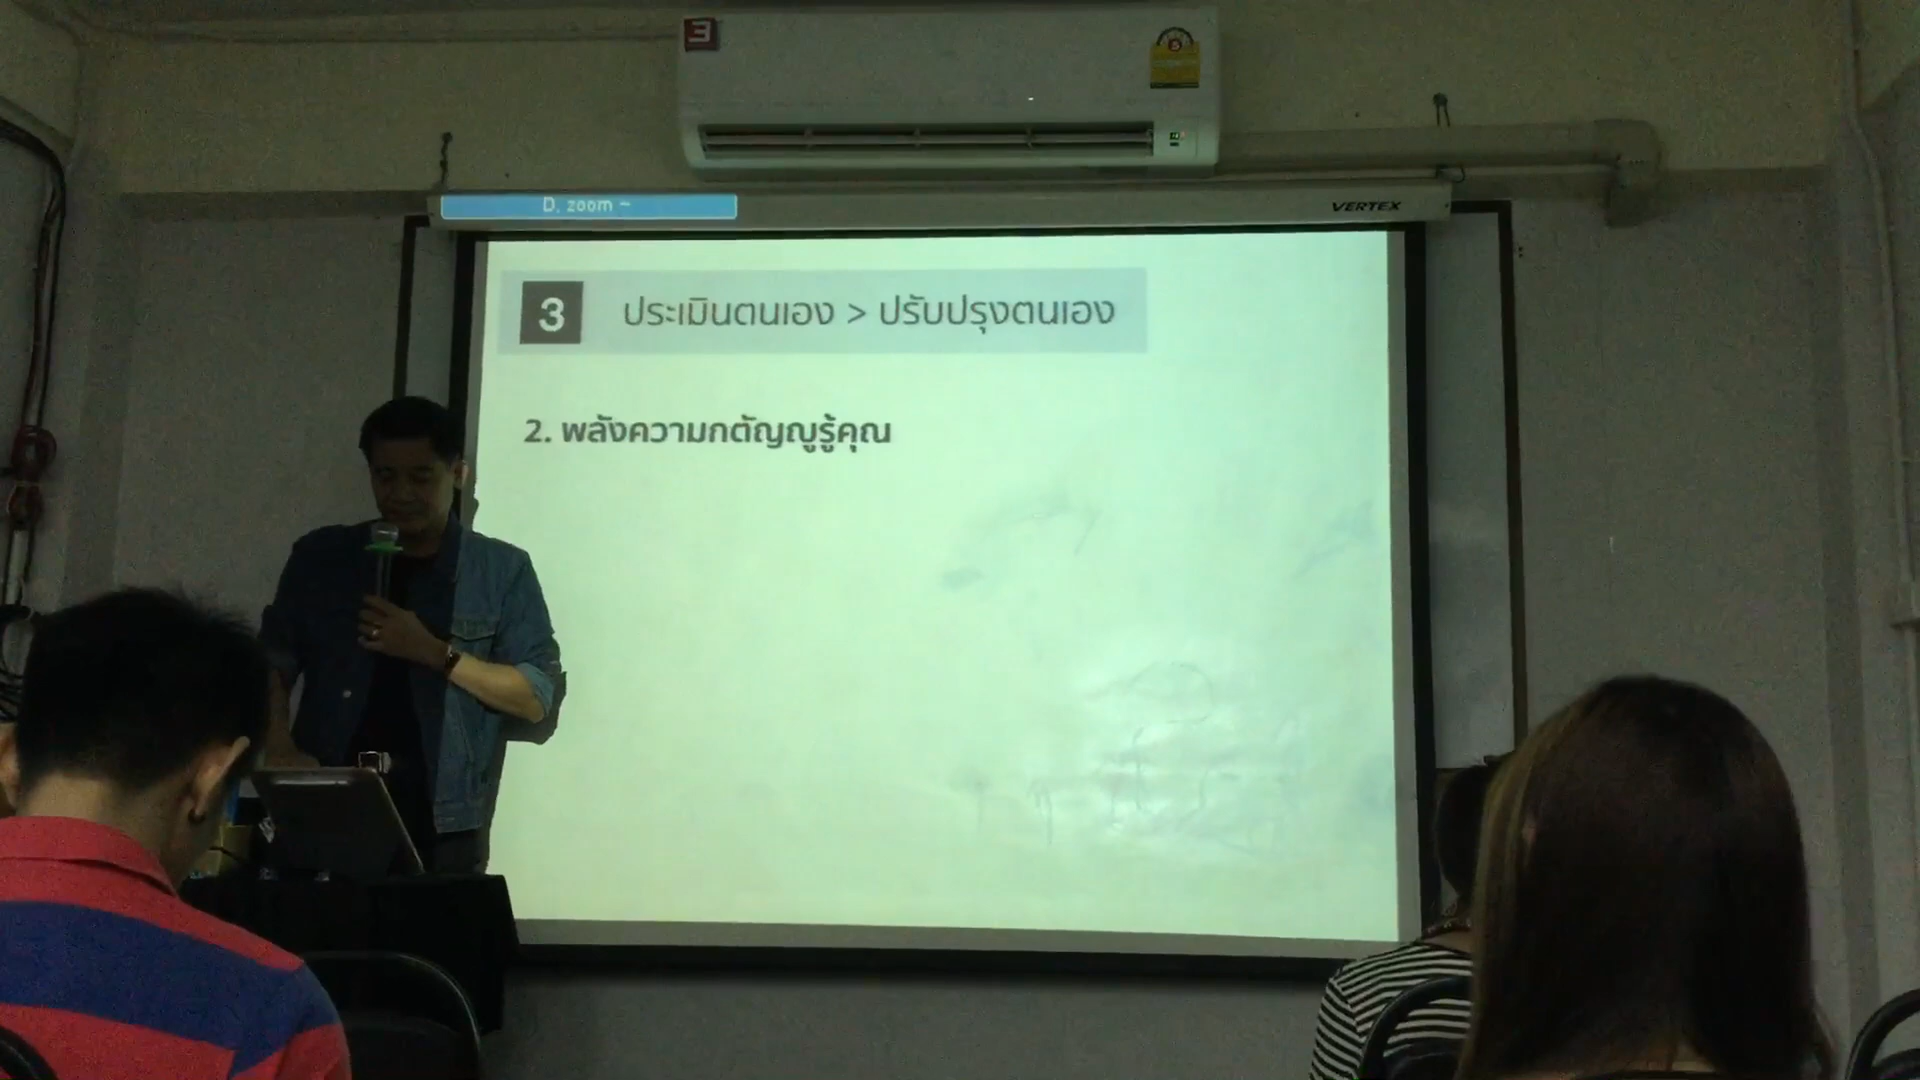 3
D. zoom -
VERTEX
3 ประเมินตนเอง > ปรับปรุงตนเอง
2. พลังความกตัญญูรู้คุณ